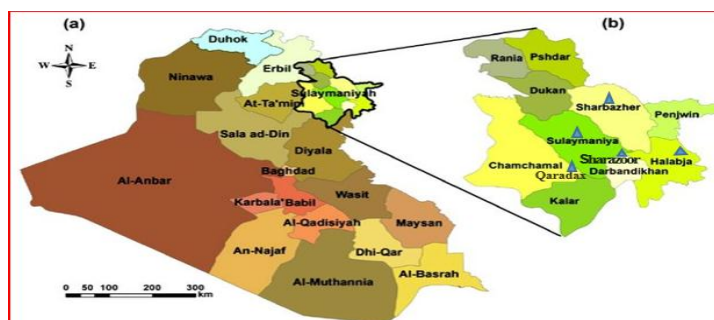 (a)
N
W E
S
Duhok
Ninawa
Erbil
Sulaymaniyah
At-Ta'mim
Sala ad-Din
Diyala
Baghdad
Al-Anbar
Wasit
Karbala' Babil
Al-Qadisiyah
Maysan
An-Najaf
Dhi-Qar
Al-Basrah
Al-Muthannia
0 50 100 200 300
km
(b)
Pshdar
Rania
Dukan
Sharbazher
Penjwin
Sulaymaniya
Sharazoor
Halabja
Chamchamal
Darbandikhan
Qaradax
Kalar